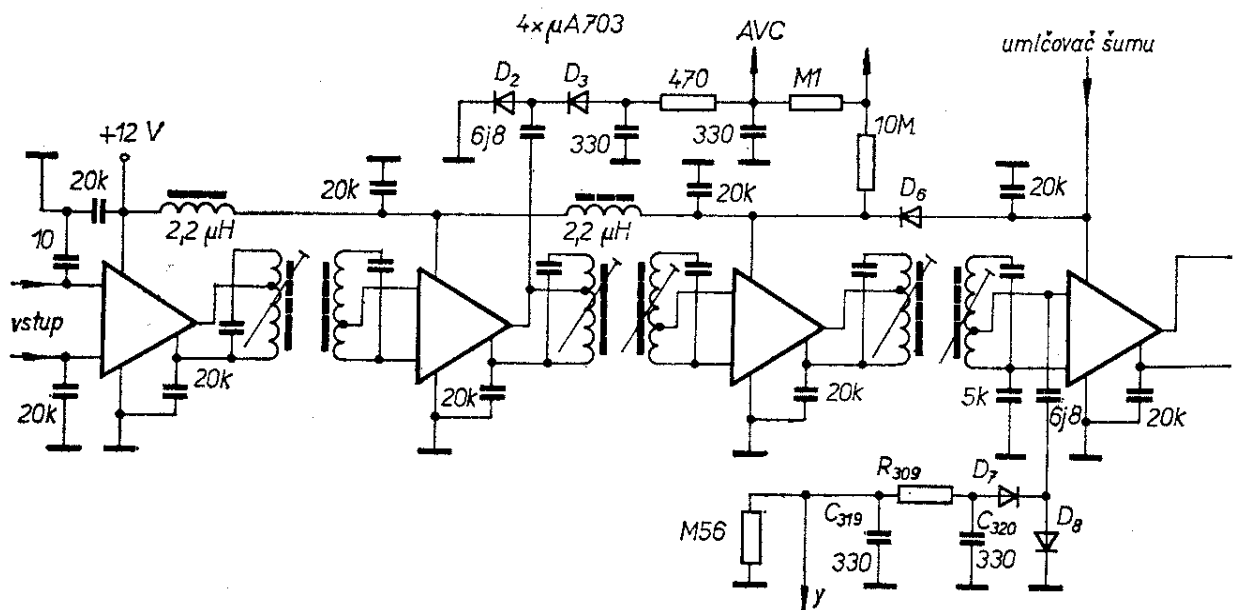 4×µA703
AVC
umlčovač šumu
D2
D3
470
M1
6j8
330
330
10M
+12 V
20k
20k
20k
D6
20k
10
2,2 µH
2,2 µH
vstup
20k
20k
20k
20k
5k
6j8
20k
R309
D7
M56
C319
330
C320
330
D8
y